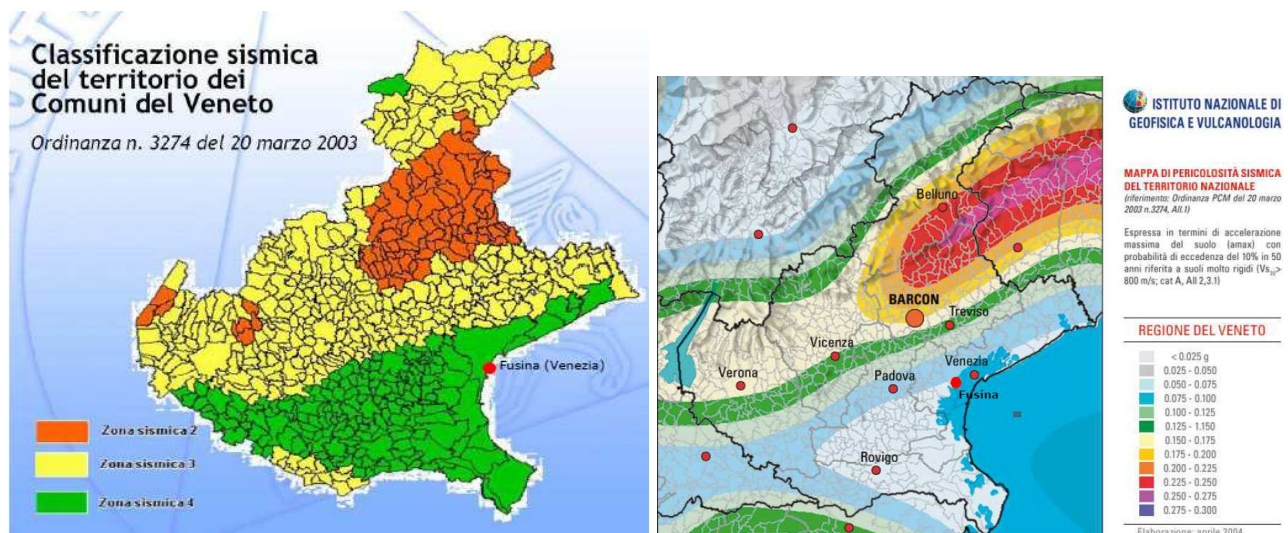 Classificazione sismica
del territorio dei
Comuni del Veneto
Ordinanza n. 3274 del 20 marzo 2003
Fusina (Venezia)
Zona sismica 2
Zona sismica 3
Zona sismica 4
Belluno
BARCON
Treviso
Vicenza
Venezia
Verona
Padova
Fusina
Rovigo
ISTITUTO NAZIONALE DI
GEOFISICA E VULCANOLOGIA
MAPPA DI PERICOLOSITÀ SISMICA
DEL TERRITORIO NAZIONALE
(riferimento: Ordinanza PCM del 20 marzo
2003 n.3274, All.1)
Espressa in termini di accelerazione
massima del suolo (amax) con
probabilità di eccedenza del 10% in 50
anni riferita a suoli molto rigidi (Vs30>
800 m/s; cat A, All 2,3.1)
REGIONE DEL VENETO
< 0.025 g
0.025 - 0.050
0.050 - 0.075
0.075 - 0.100
0.100 - 0.125
0.125 - 1.150
0.150 - 0.175
0.175 - 0.200
0.200 - 0.225
0.225 - 0.250
0.250 - 0.275
0.275 - 0.300
Elaborazione: aprile 2004